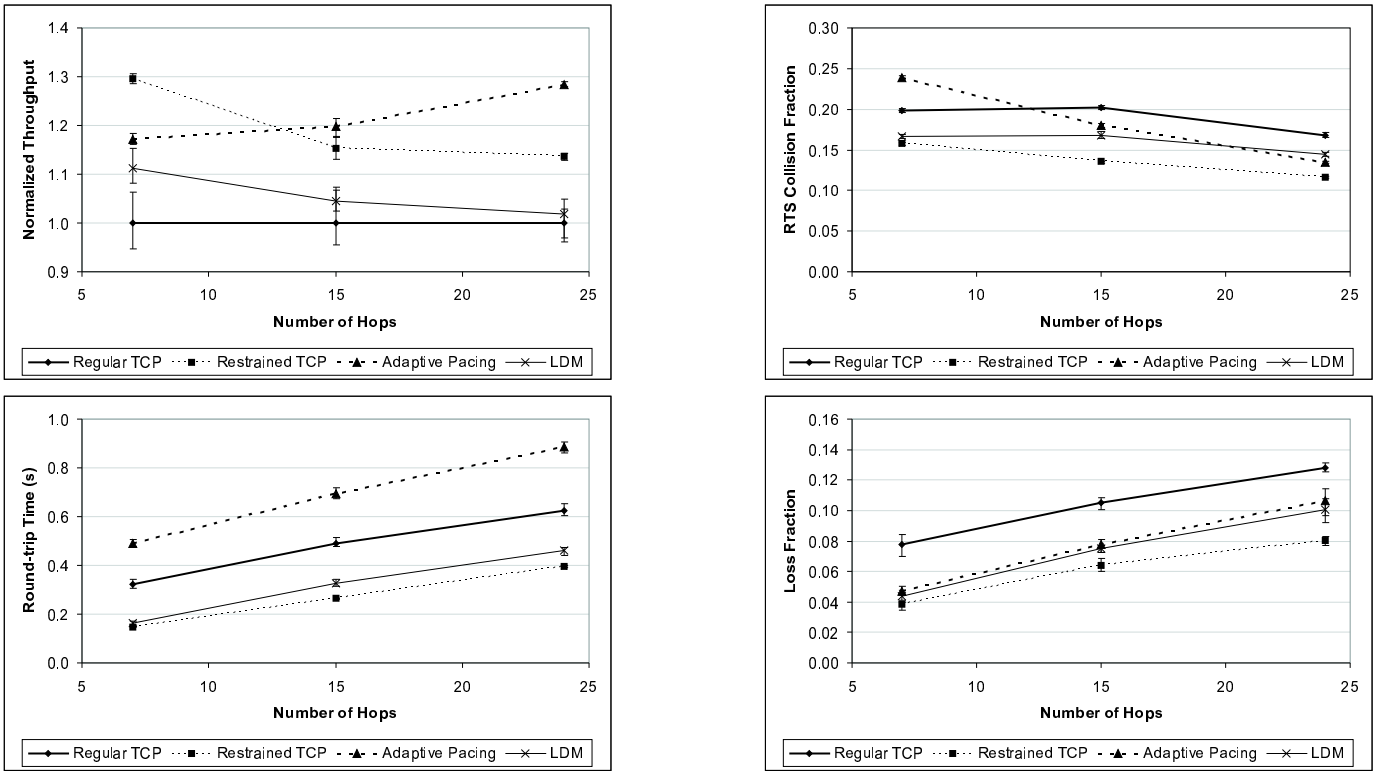 Normalized Throughput
1.4
1.3
1.2
1.1
1.0
0.9
5 10 15 20 25
Number of Hops
Regular TCP Restrained TCP Adaptive Pacing LDM
RTS Collision Fraction
0.30
0.25
0.20
0.15
0.10
0.05
0.00
5 10 15 20 25
Number of Hops
Regular TCP Restrained TCP Adaptive Pacing LDM
Round-trip Time (s)
1.0
0.8
0.6
0.4
0.2
0.0
5 10 15 20 25
Number of Hops
Regular TCP Restrained TCP Adaptive Pacing LDM
Loss Fraction
0.16
0.14
0.12
0.10
0.08
0.06
0.04
0.02
0.00
5 10 15 20 25
Number of Hops
Regular TCP Restrained TCP Adaptive Pacing LDM